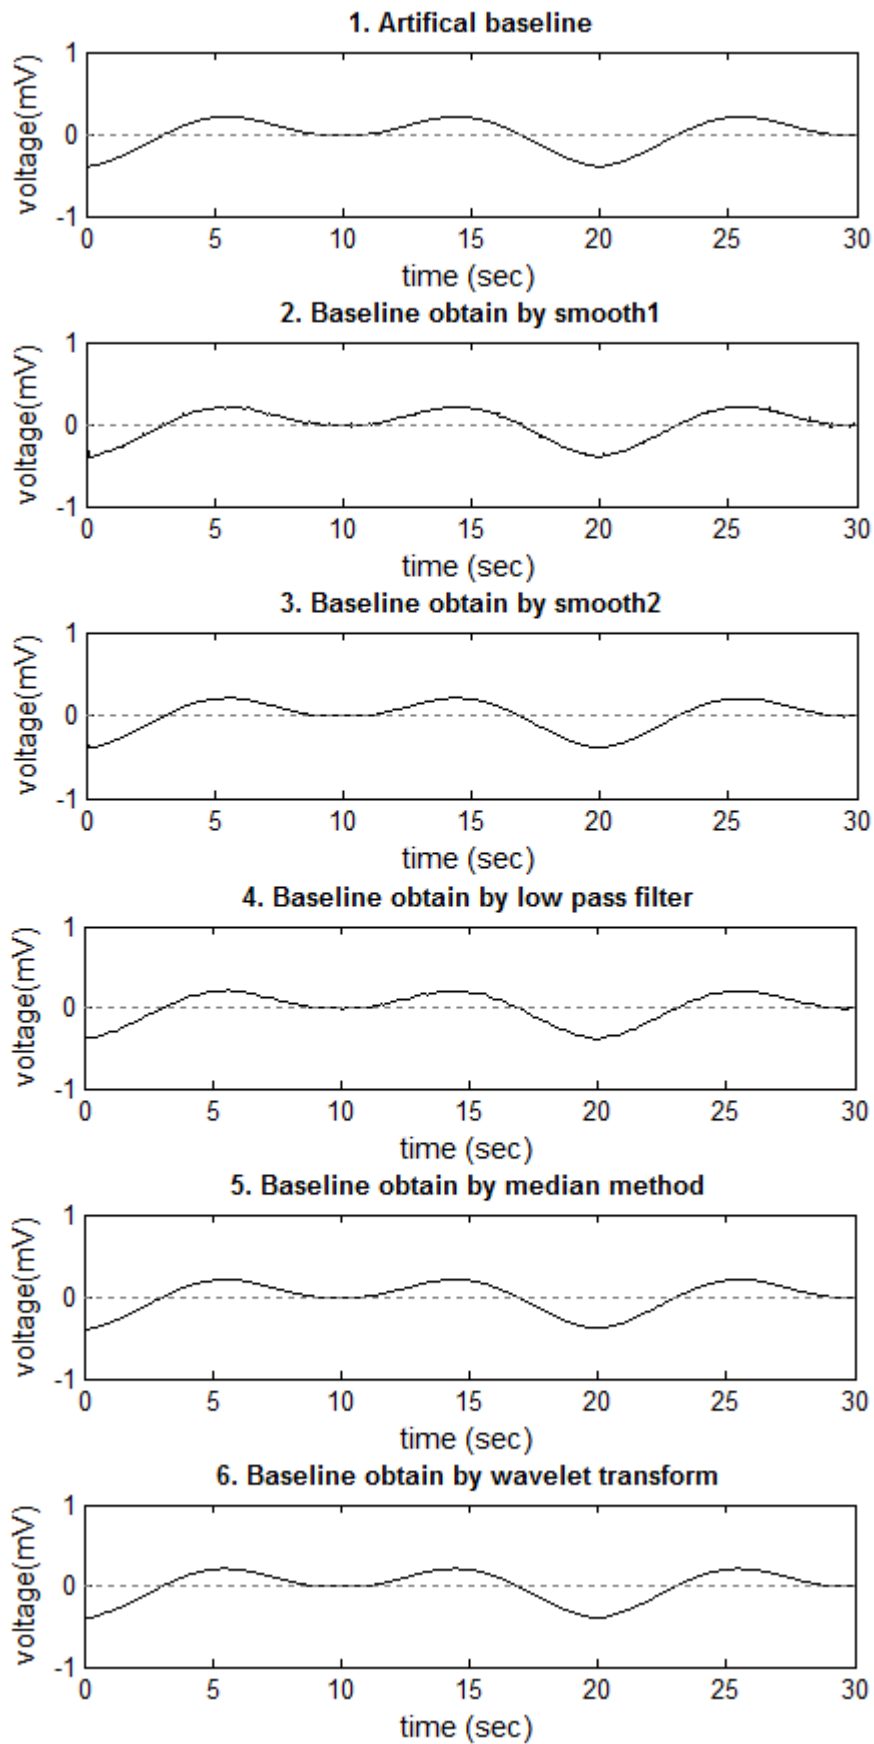 1. Artifical baseline
voltage(mV)
1
0
-1
0 5 10 15 20 25 30
time (sec)
2. Baseline obtain by smooth1
voltage(mV)
1
0
-1
0 5 10 15 20 25 30
time (sec)
3. Baseline obtain by smooth2
voltage(mV)
1
0
-1
0 5 10 15 20 25 30
time (sec)
4. Baseline obtain by low pass filter
voltage(mV)
1
0
-1
0 5 10 15 20 25 30
time (sec)
5. Baseline obtain by median method
voltage(mV)
1
0
-1
0 5 10 15 20 25 30
time (sec)
6. Baseline obtain by wavelet transform
voltage(mV)
1
0
-1
0 5 10 15 20 25 30
time (sec)